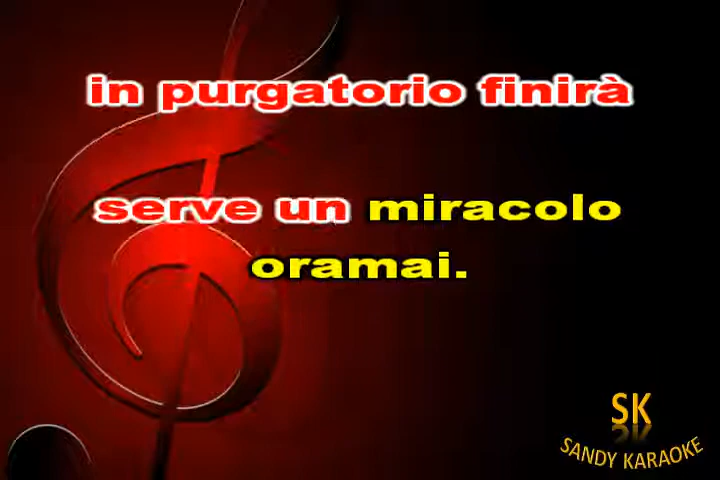 in purgatorio finirà
serve un miracolo
oramai.
SK
SANDY KARAOKE